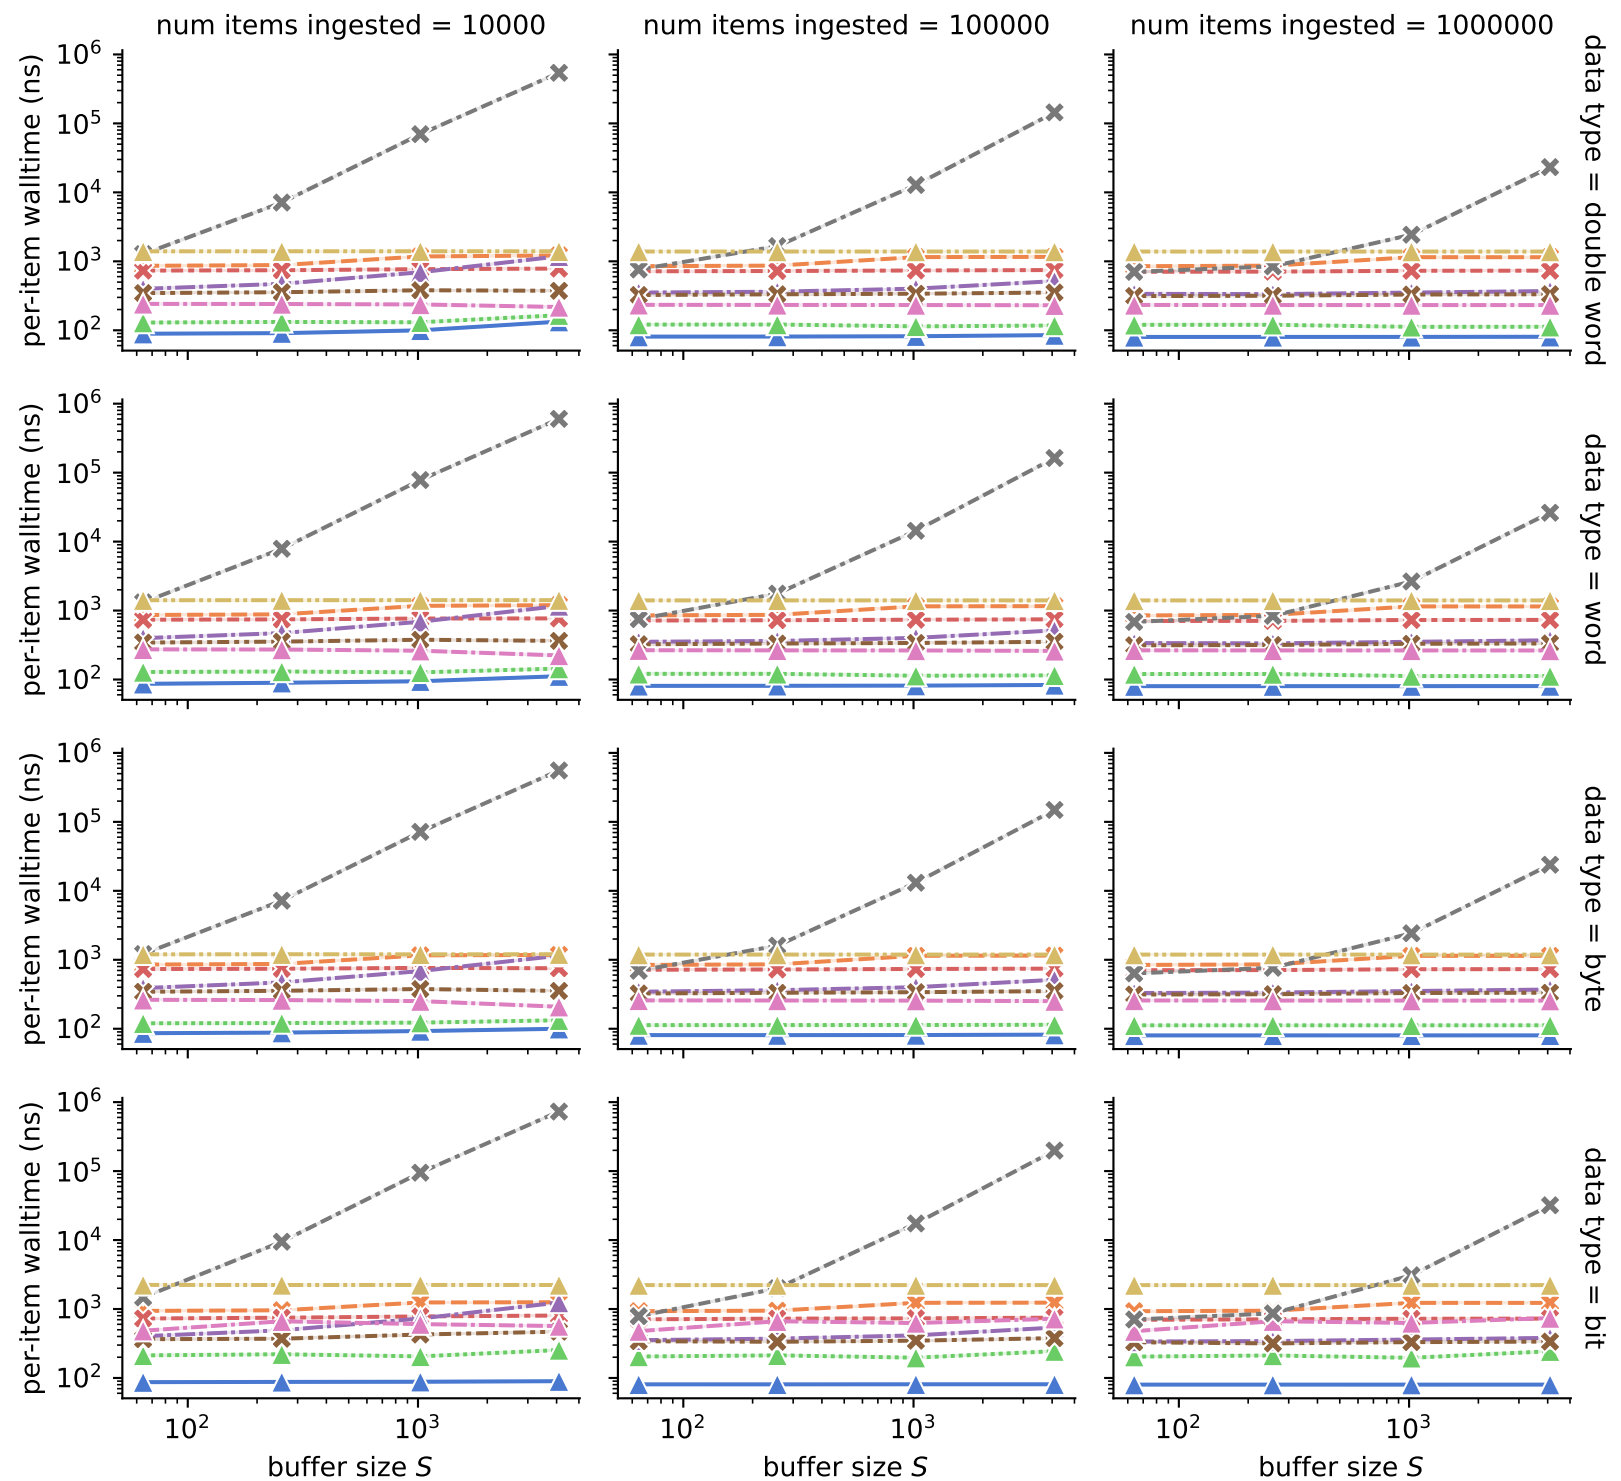 num items ingested = 10000
num items ingested = 100000
num items ingested = 1000000
per-item walltime (ns)
10⁶
10⁵
10⁴
10³
10²
data type = double word
per-item walltime (ns)
10⁶
10⁵
10⁴
10³
10²
data type = word
per-item walltime (ns)
10⁶
10⁵
10⁴
10³
10²
data type = byte
per-item walltime (ns)
10⁶
10⁵
10⁴
10³
10²
data type = bit
10² 10³
10² 10³
10² 10³
buffer size S
buffer size S
buffer size S